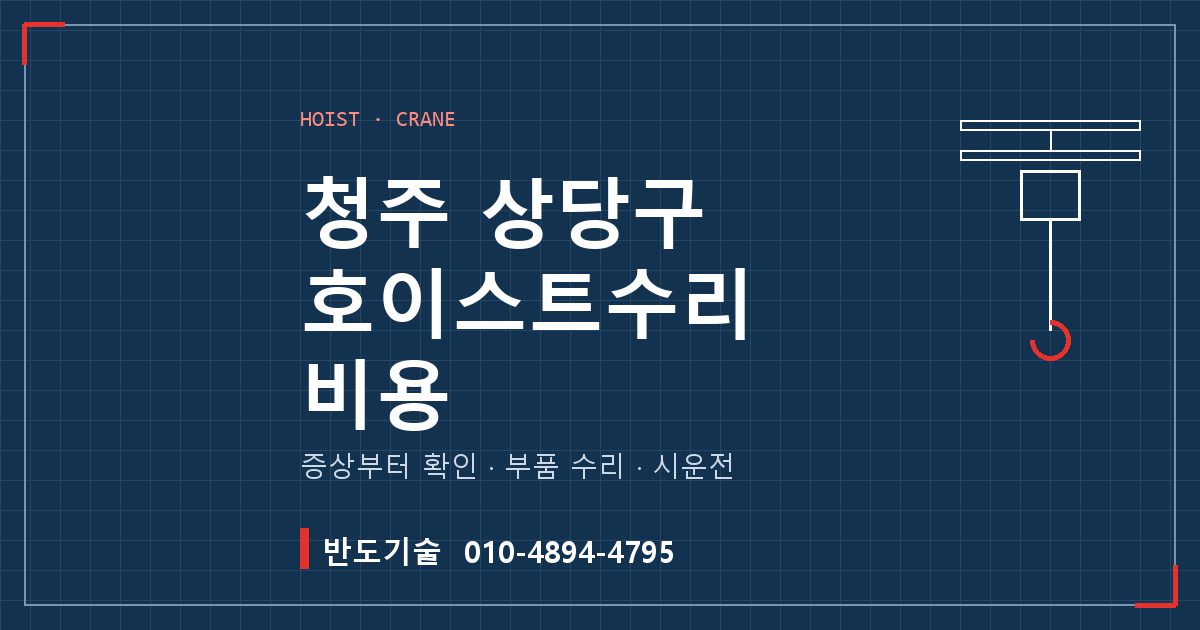 HOIST · CRANE
청주 상당구
호이스트수리
비용
증상부터 확인 · 부품 수리 · 시운전
반도기술 010-4894-4795